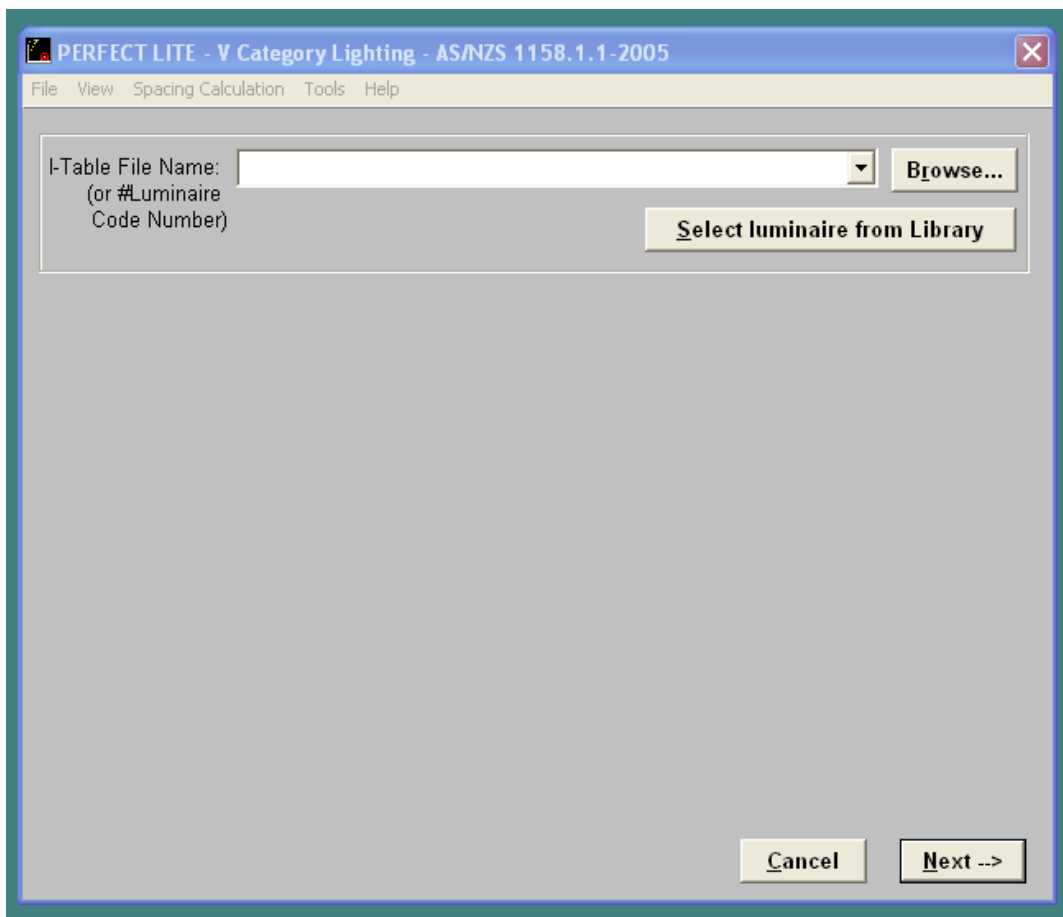 PERFECT LITE - V Category Lighting - AS/NZS 1158.1.1-2005
File View Spacing Calculation Tools Help
I-Table File Name:
(or #Luminaire
Code Number)
Browse...
Select luminaire from Library
Cancel
Next -->